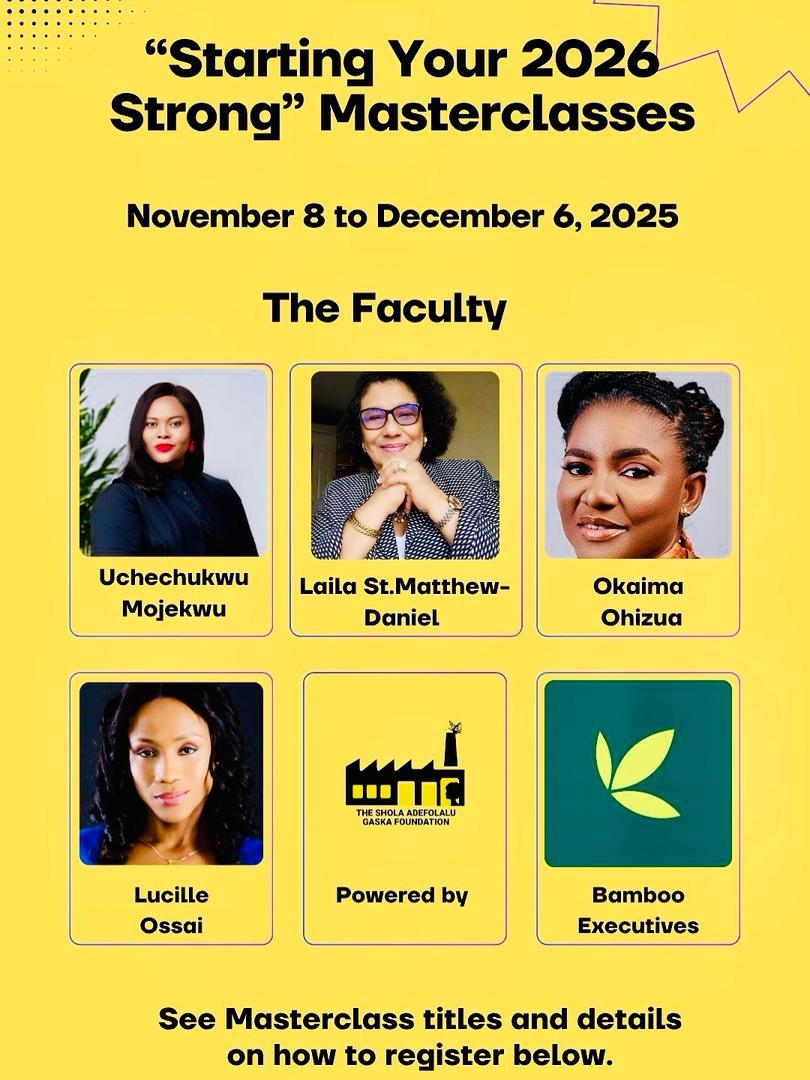 “Starting Your 2026
Strong” Masterclasses
November 8 to December 6, 2025
The Faculty
Uchechukwu
Mojekwu
Laila St.Matthew-
Daniel
Okaima
Ohizua
Lucille
Ossai
THE SHOLA ADEFOLALU
GASKA FOUNDATION
Powered by
Bamboo
Executives
See Masterclass titles and details
on how to register below.